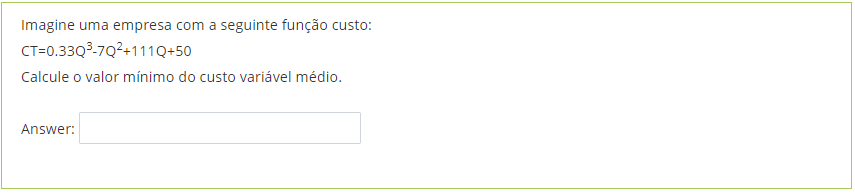 Imagine uma empresa com a seguinte função custo:
CT=0.33Q³-7Q²+111Q+50
Calcule o valor mínimo do custo variável médio.
Answer: